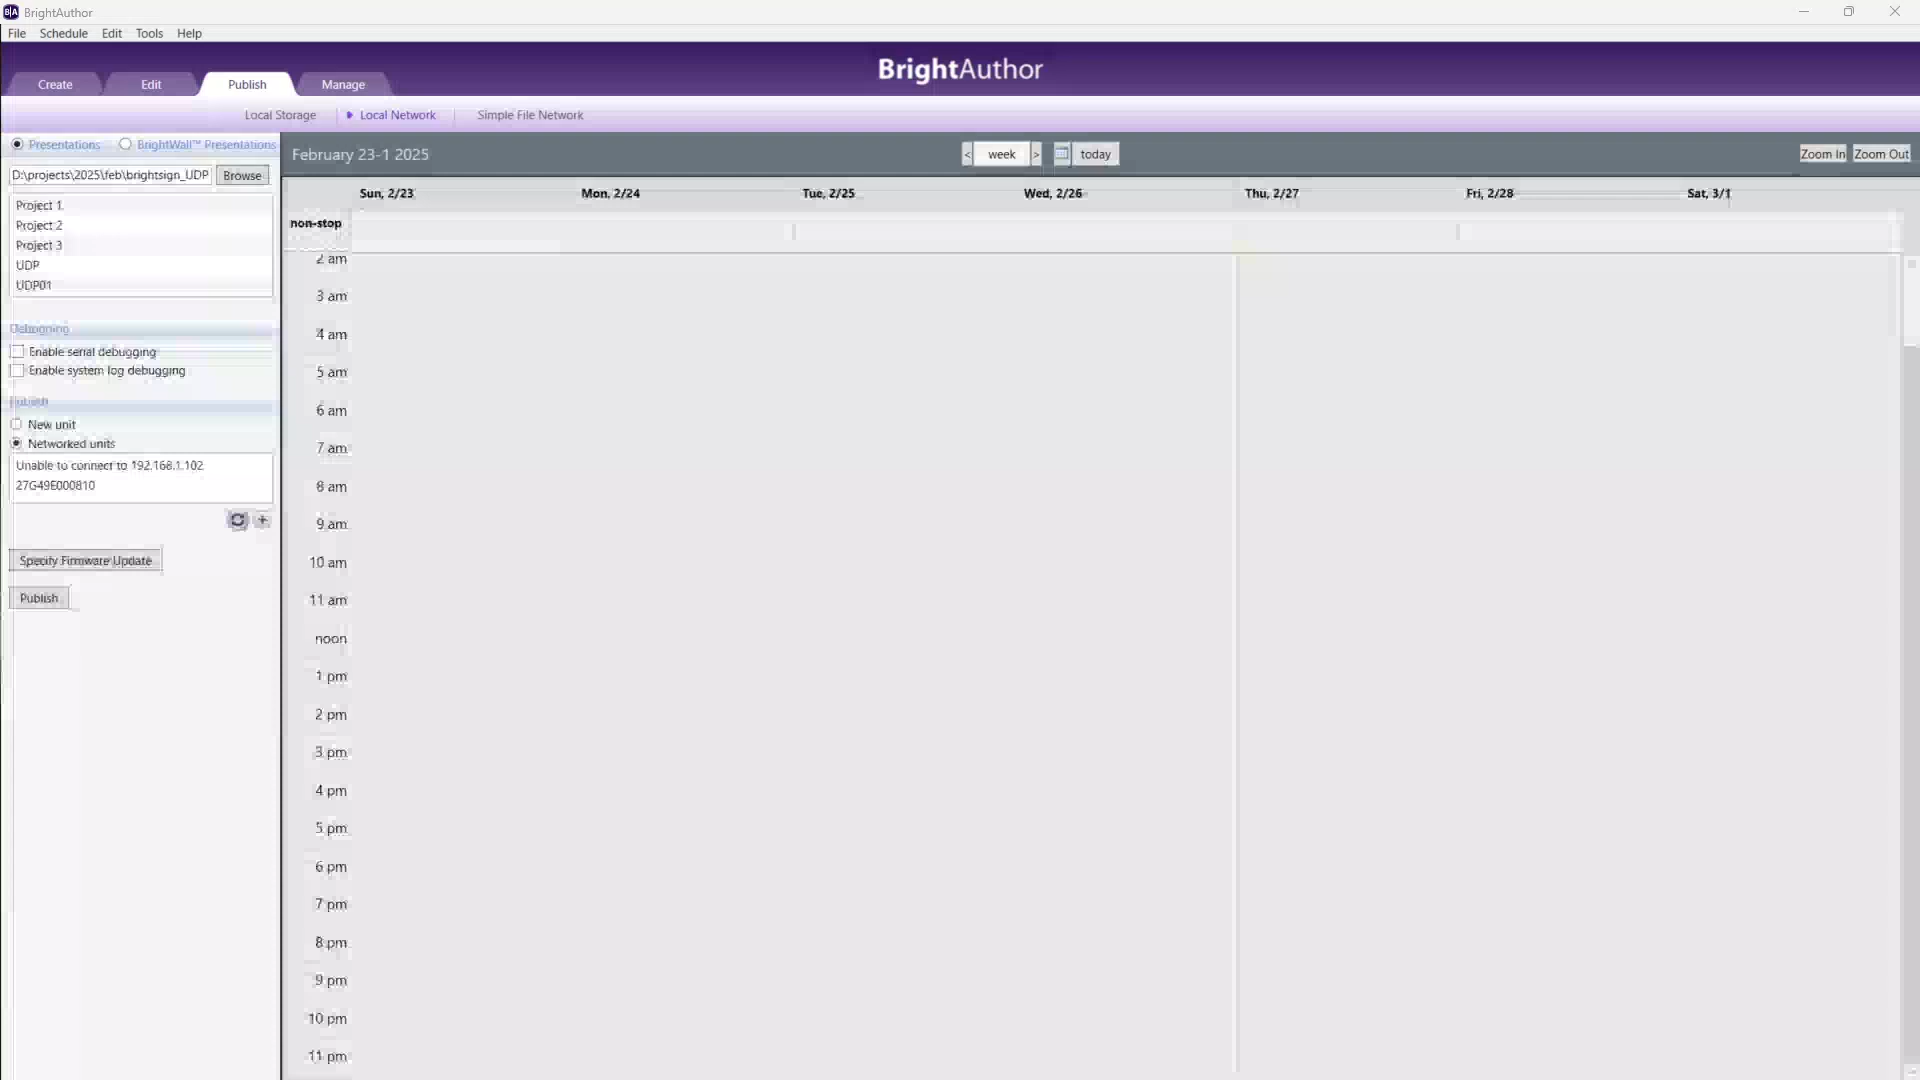 BrightAuthor
File Schedule Edit Tools Help
BrightAuthor
Create Edit Publish Manage
Local Storage Local Network Simple File Network
Presentations BrightWall™ Presentations
February 23-1 2025 < week > today Zoom In Zoom Out
D:\projects\2025\feb\brightsign_UDP Browse
Sun, 2/23 Mon, 2/24 Tue, 2/25 Wed, 2/26 Thu, 2/27 Fri, 2/28 Sat, 3/1
Project 1
Project 2
Project 3
UDP
UDP01
non-stop
2 am
3 am
4 am
5 am
6 am
7 am
8 am
9 am
10 am
11 am
noon
1 pm
2 pm
3 pm
4 pm
5 pm
6 pm
7 pm
8 pm
9 pm
10 pm
11 pm
Debugging
Enable serial debugging
Enable system log debugging
Publish
New unit
Networked units
Unable to connect to 192.168.1.102
27G49E000810
Specify Firmware Update
Publish